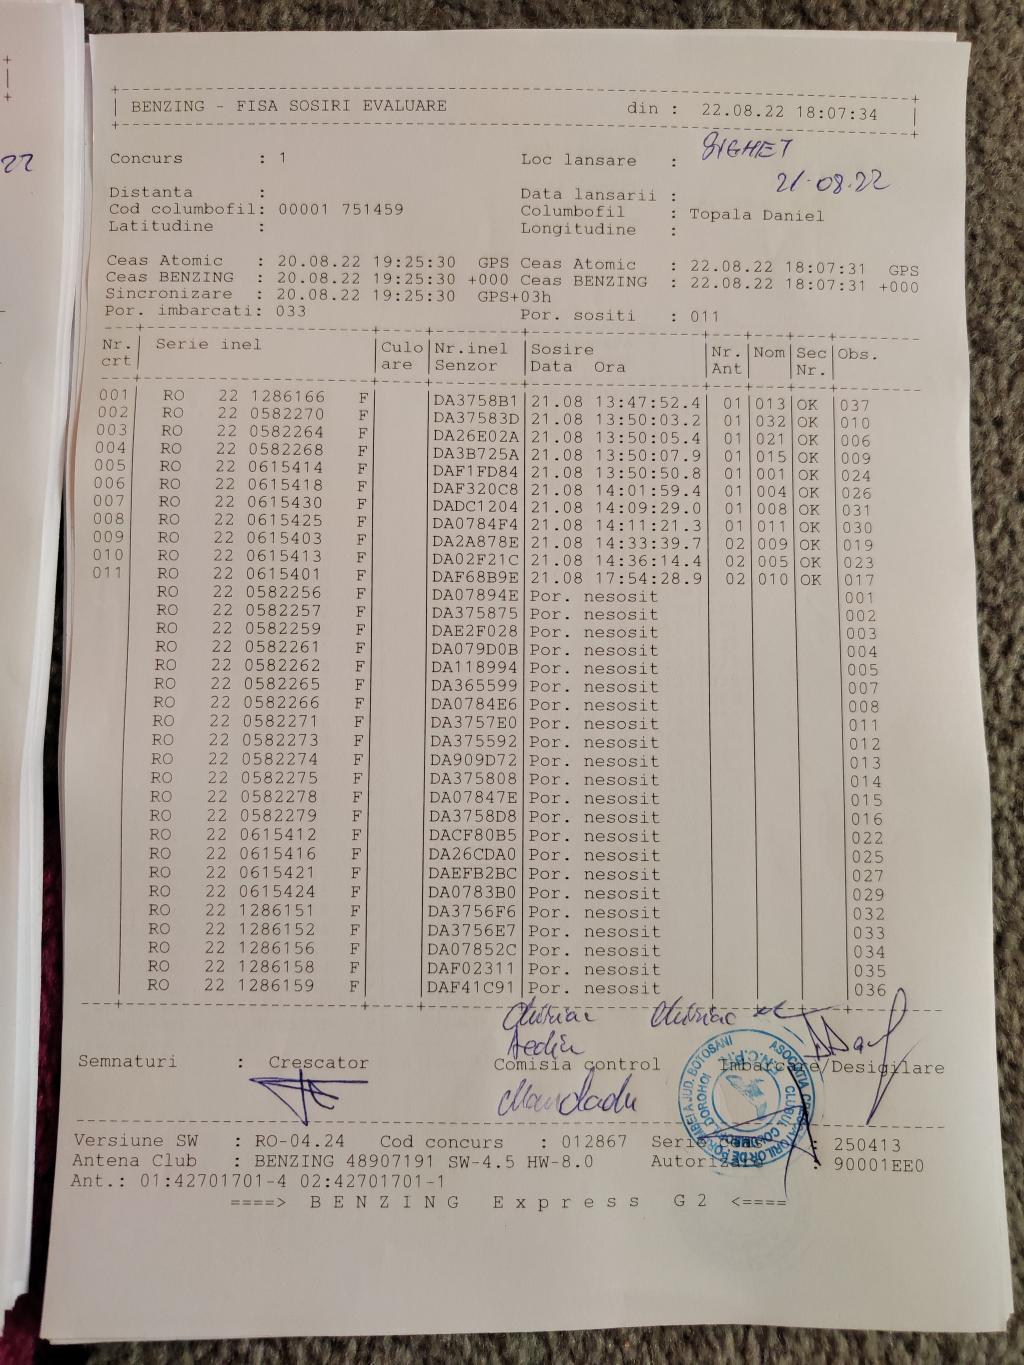 22
BENZING - FISA SOSIRI EVALUARE din : 22.08.22 18:07:34
Concurs : 1 Loc lansare : SIGHET
Distanta : Data lansarii : 21.08.22
Cod columbofil: 00001 751459 Columbofil : Topala Daniel
Latitudine : Longitudine :
Ceas Atomic : 20.08.22 19:25:30 GPS Ceas Atomic : 22.08.22 18:07:31 GPS
Ceas BENZING : 20.08.22 19:25:30 +000 Ceas BENZING : 22.08.22 18:07:31 +000
Sincronizare : 20.08.22 19:25:30 GPS+03h
Por. imbarcati: 033 Por. sositi : 011
Nr. Serie inel Culo Nr.inel Sosire Nr. Nom Sec Obs.
crt are Senzor Data Ora Ant Nr.
001 RO 22 1286166 F DA3758B1 21.08 13:47:52.4 01 013 OK 037
002 RO 22 0582270 F DA37583D 21.08 13:50:03.2 01 032 OK 010
003 RO 22 0582264 F DA26E02A 21.08 13:50:05.4 01 021 OK 006
004 RO 22 0582268 F DA3B725A 21.08 13:50:07.9 01 015 OK 009
005 RO 22 0615414 F DAF1FD84 21.08 13:50:50.8 01 001 OK 024
006 RO 22 0615418 F DAF320C8 21.08 14:01:59.4 01 004 OK 026
007 RO 22 0615430 F DADC1204 21.08 14:09:29.0 01 008 OK 031
008 RO 22 0615425 F DA0784F4 21.08 14:11:21.3 01 011 OK 030
009 RO 22 0615403 F DA2A878E 21.08 14:33:39.7 02 009 OK 019
010 RO 22 0615413 F DA02F21C 21.08 14:36:14.4 02 005 OK 023
011 RO 22 0615401 F DAF68B9E 21.08 17:54:28.9 02 010 OK 017
RO 22 0582256 F DA07894E Por. nesosit 001
RO 22 0582257 F DA375875 Por. nesosit 002
RO 22 0582259 F DAE2F028 Por. nesosit 003
RO 22 0582261 F DA079D0B Por. nesosit 004
RO 22 0582262 F DA118994 Por. nesosit 005
RO 22 0582265 F DA365599 Por. nesosit 007
RO 22 0582266 F DA0784E6 Por. nesosit 008
RO 22 0582271 F DA3757E0 Por. nesosit 011
RO 22 0582273 F DA375592 Por. nesosit 012
RO 22 0582274 F DA909D72 Por. nesosit 013
RO 22 0582275 F DA375808 Por. nesosit 014
RO 22 0582278 F DA07847E Por. nesosit 015
RO 22 0582279 F DA3758D8 Por. nesosit 016
RO 22 0615412 F DACF80B5 Por. nesosit 022
RO 22 0615416 F DA26CDA0 Por. nesosit 025
RO 22 0615421 F DAEFB2BC Por. nesosit 027
RO 22 0615424 F DA0783B0 Por. nesosit 029
RO 22 1286151 F DA3756F6 Por. nesosit 032
RO 22 1286152 F DA3756E7 Por. nesosit 033
RO 22 1286156 F DA07852C Por. nesosit 034
RO 22 1286158 F DAF02311 Por. nesosit 035
RO 22 1286159 F DAF41C91 Por. nesosit 036
Semnaturi : Crescator Comisia control Imbarcare/Desigilare
Versiune SW : RO-04.24 Cod concurs : 012867 Serie : 250413
Antena Club : BENZING 48907191 SW-4.5 HW-8.0 : 90001EE0
Ant.: 01:42701701-4 02:42701701-1
====> BENZING Express G2 <====